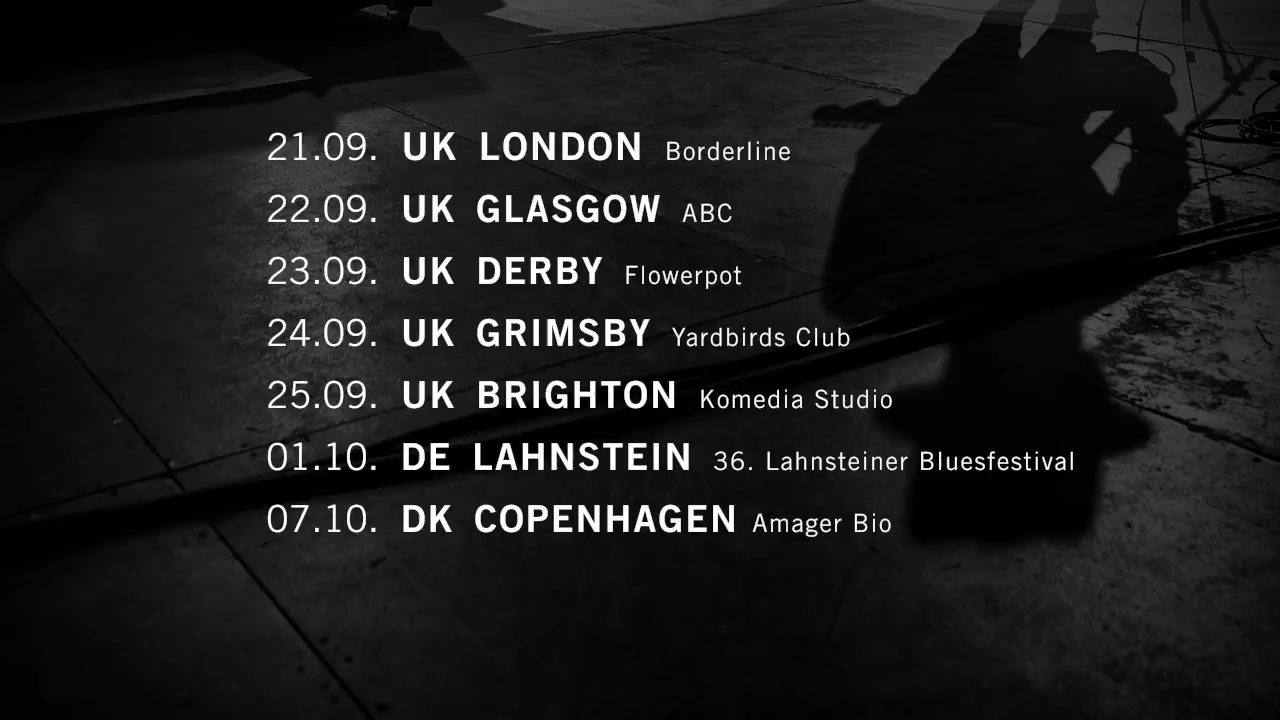 21.09. UK LONDON Borderline
22.09. UK GLASGOW ABC
23.09. UK DERBY Flowerpot
24.09. UK GRIMSBY Yardbirds Club
25.09. UK BRIGHTON Komedia Studio
01.10. DE LAHNSTEIN 36. Lahnsteiner Bluesfestival
07.10. DK COPENHAGEN Amager Bio